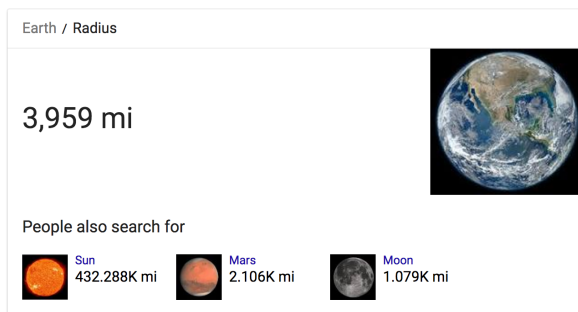 Earth / Radius
3,959 mi
People also search for
Sun
432.288K mi
Mars
2.106K mi
Moon
1.079K mi